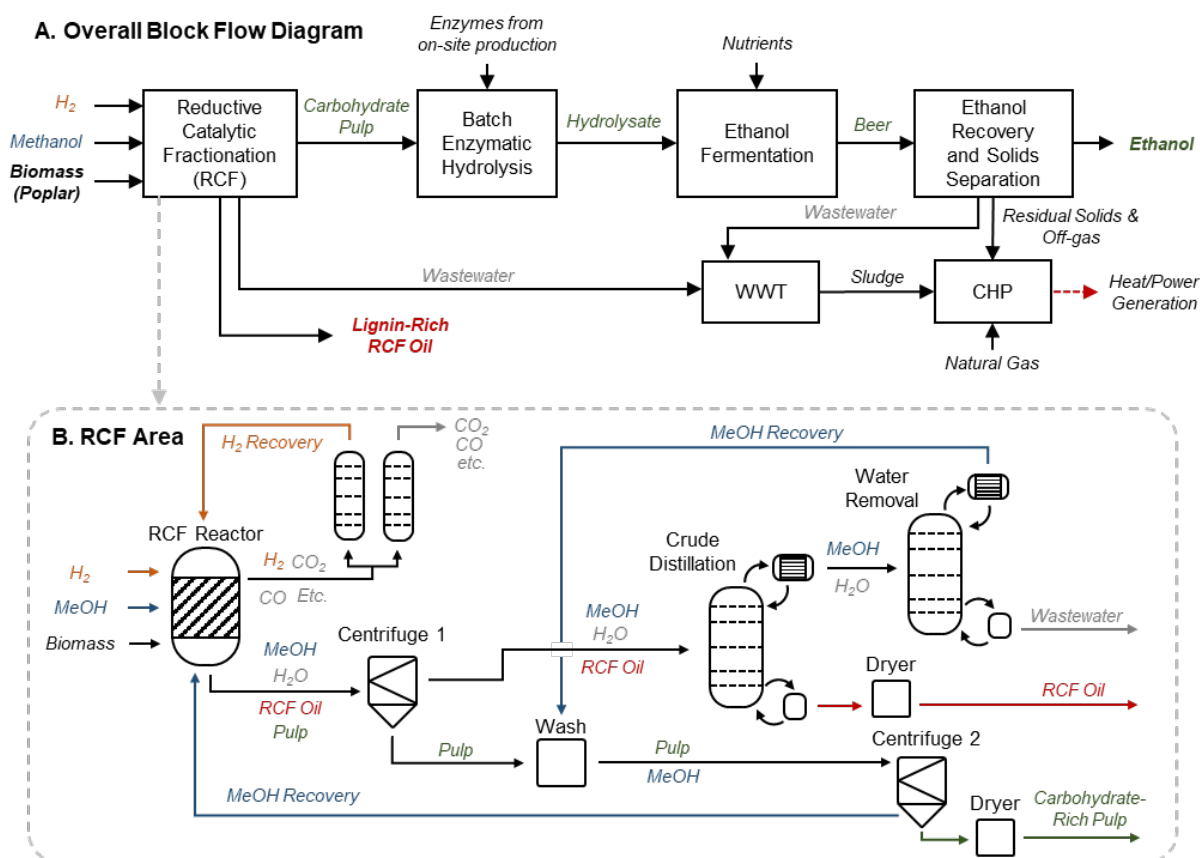 A. Overall Block Flow Diagram
Enzymes from
on-site production
Nutrients
H2
Methanol
Biomass
(Poplar)
Reductive
Catalytic
Fractionation
(RCF)
Carbohydrate
Pulp
Batch
Enzymatic
Hydrolysis
Hydrolysate
Ethanol
Fermentation
Beer
Ethanol
Recovery
and Solids
Separation
Ethanol
Wastewater
Residual Solids &
Off-gas
Wastewater
WWT
Sludge
CHP
Heat/Power
Generation
Lignin-Rich
RCF Oil
Natural Gas
B. RCF Area
H2 Recovery
CO2
CO
etc.
MeOH Recovery
Water
Removal
RCF Reactor
H2
MeOH
Biomass
H2 CO2
CO Etc.
Crude
Distillation
MeOH
H2O
Centrifuge 1
MeOH
H2O
RCF Oil
Pulp
MeOH
H2O
RCF Oil
Wastewater
Dryer
RCF Oil
Wash
Pulp
Pulp
MeOH
Centrifuge 2
MeOH Recovery
Dryer
Carbohydrate-
Rich Pulp